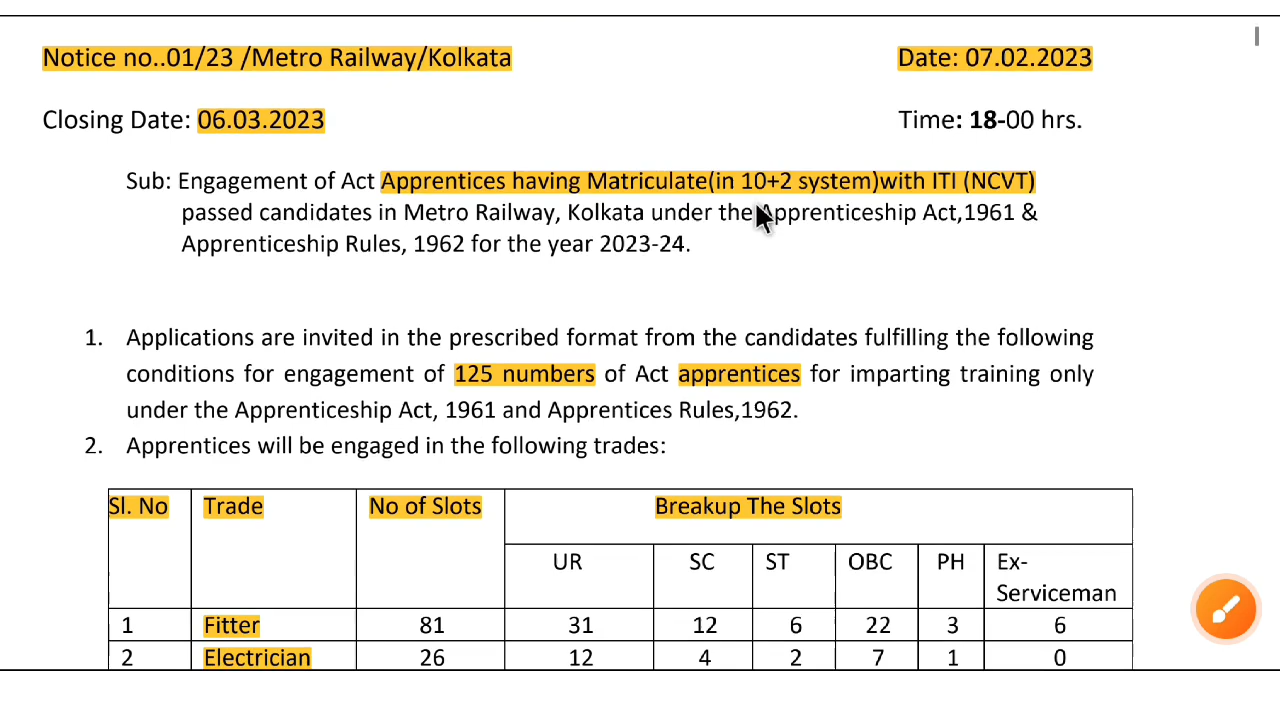 Notice no..01/23 /Metro Railway/Kolkata Date: 07.02.2023
Closing Date: 06.03.2023 Time: 18-00 hrs.
Sub: Engagement of Act Apprentices having Matriculate(in 10+2 system)with ITI (NCVT)
passed candidates in Metro Railway, Kolkata under the Apprenticeship Act,1961 &
Apprenticeship Rules, 1962 for the year 2023-24.
1. Applications are invited in the prescribed format from the candidates fulfilling the following
conditions for engagement of 125 numbers of Act apprentices for imparting training only
under the Apprenticeship Act, 1961 and Apprentices Rules,1962.
2. Apprentices will be engaged in the following trades:
Sl. No Trade No of Slots Breakup The Slots
UR SC ST OBC PH Ex-
Serviceman
1 Fitter 81 31 12 6 22 3 6
2 Electrician 26 12 4 2 7 1 0